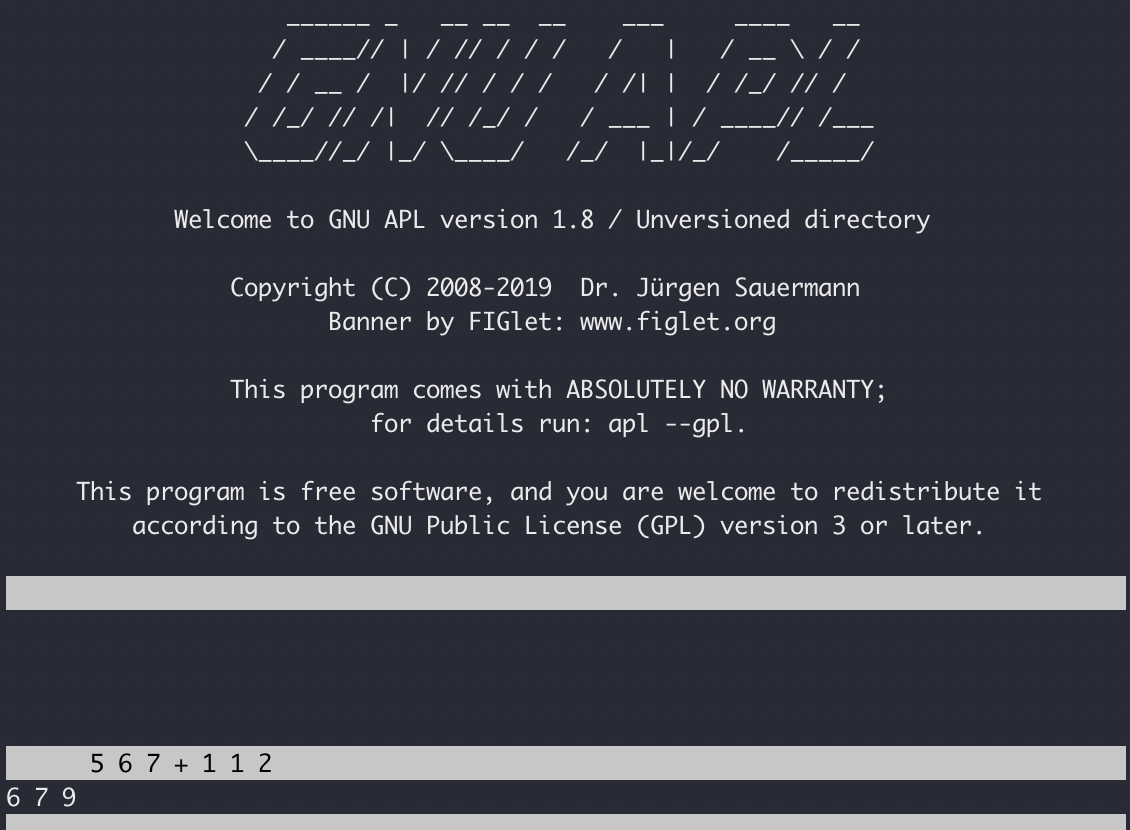 ______ _   __ __  __    ___     ____   __
  / ____// | / // / / /   /   |   / __ \ / /
 / / __ /  |/ // / / /   / /| |  / /_/ // /
/ /_/ // /|  // /_/ /   / ___ | / ____// /___
\____//_/ |_/ \____/   /_/  |_|/_/    /_____/
Welcome to GNU APL version 1.8 / Unversioned directory
Copyright (C) 2008-2019  Dr. Jürgen Sauermann
Banner by FIGlet: www.figlet.org
This program comes with ABSOLUTELY NO WARRANTY;
for details run: apl --gpl.
This program is free software, and you are welcome to redistribute it
according to the GNU Public License (GPL) version 3 or later.
5 6 7 + 1 1 2
6 7 9